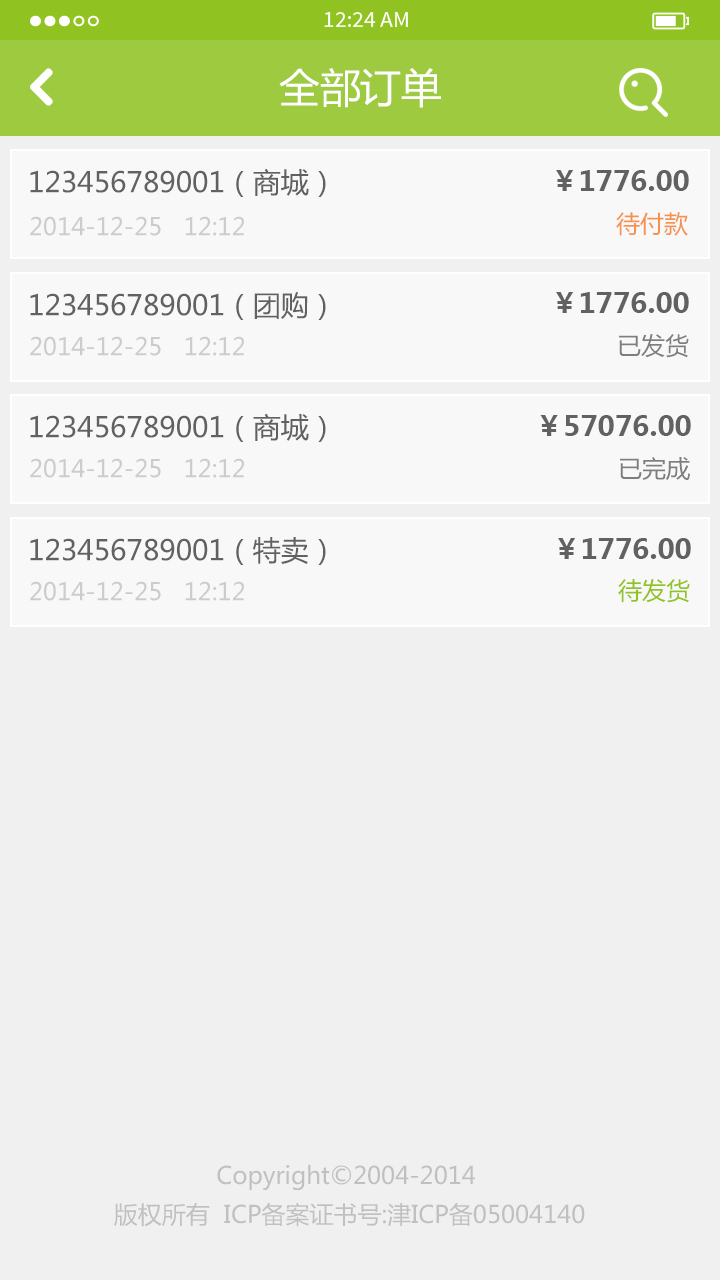 12:24 AM
全部订单
123456789001 ( 商城 ) ¥ 1776.00
2014-12-25 12:12 待付款
123456789001 ( 团购 ) ¥ 1776.00
2014-12-25 12:12 已发货
123456789001 ( 商城 ) ¥ 57076.00
2014-12-25 12:12 已完成
123456789001 ( 特卖 ) ¥ 1776.00
2014-12-25 12:12 待发货
Copyright©2004-2014
版权所有 ICP备案证书号:津ICP备05004140